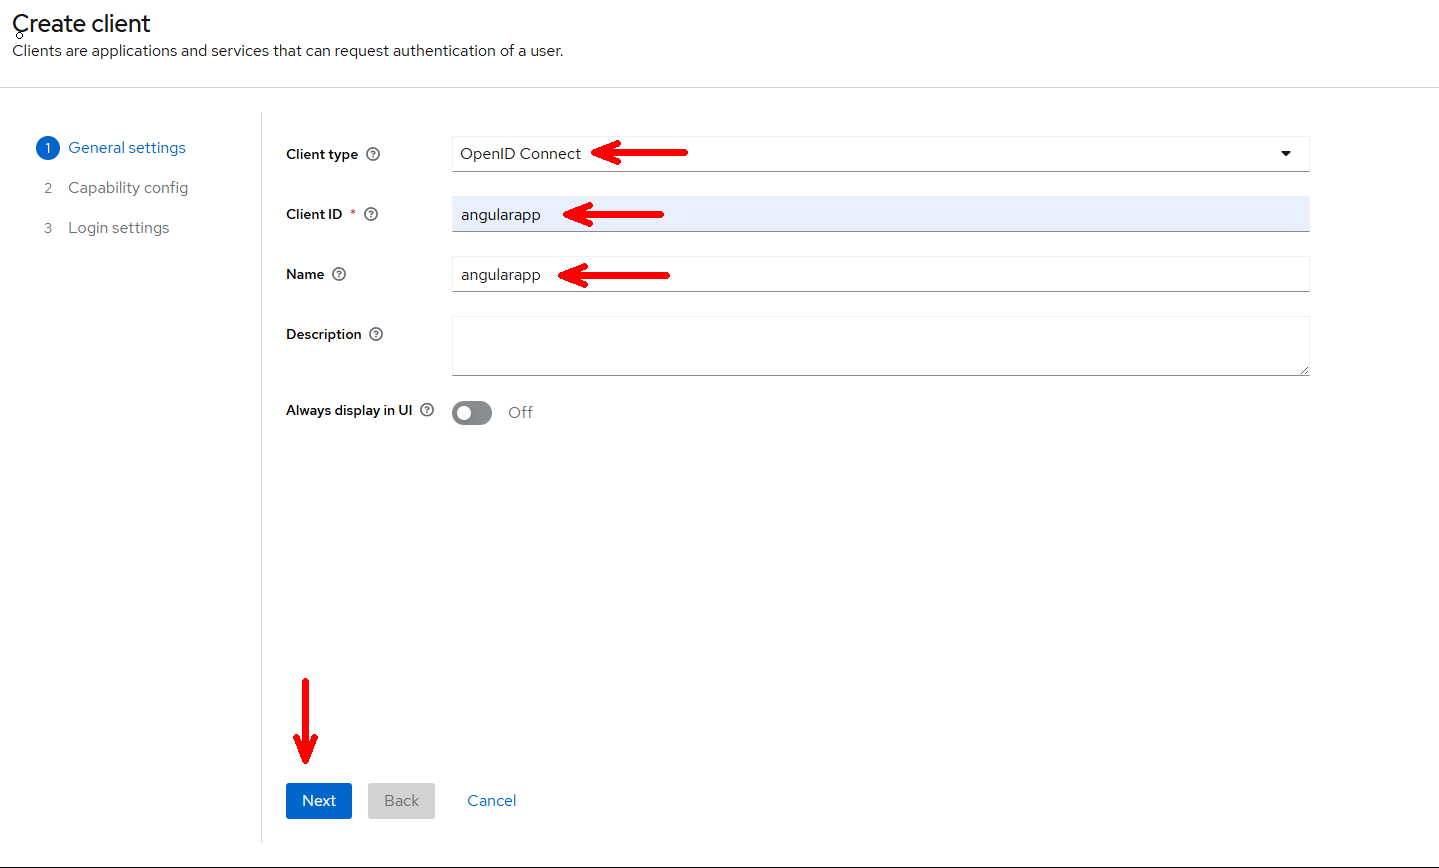 Create client
Clients are applications and services that can request authentication of a user.
1 General settings
2 Capability config
3 Login settings
Client type ? OpenID Connect
Client ID * ? angularapp
Name ? angularapp
Description ?
Always display in UI ? Off
Next Back Cancel